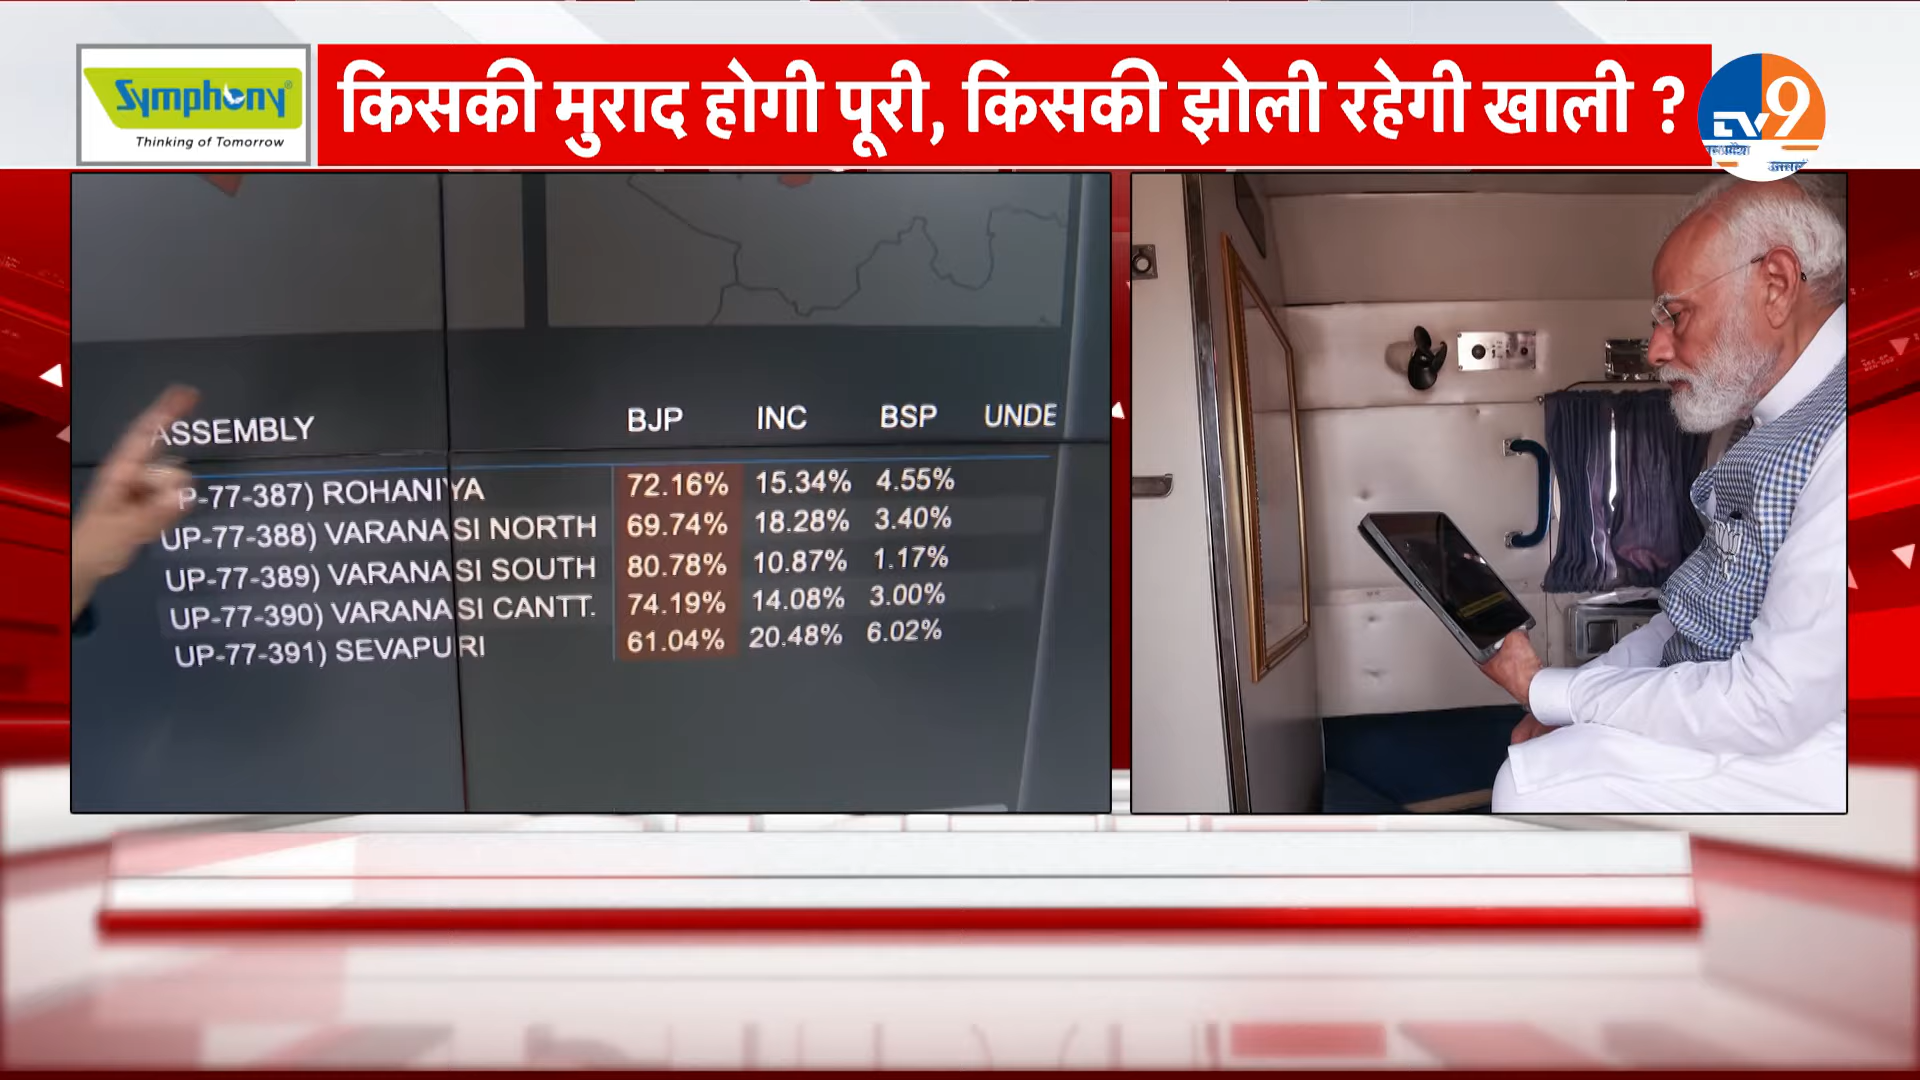 Symphony
Thinking of Tomorrow
किसकी मुराद होगी पूरी, किसकी झोली रहेगी खाली ?
TV9
ASSEMBLY BJP INC BSP UNDE
P-77-387) ROHANIYA 72.16% 15.34% 4.55%
UP-77-388) VARANASI NORTH 69.74% 18.28% 3.40%
UP-77-389) VARANASI SOUTH 80.78% 10.87% 1.17%
UP-77-390) VARANASI CANTT. 74.19% 14.08% 3.00%
UP-77-391) SEVAPURI 61.04% 20.48% 6.02%